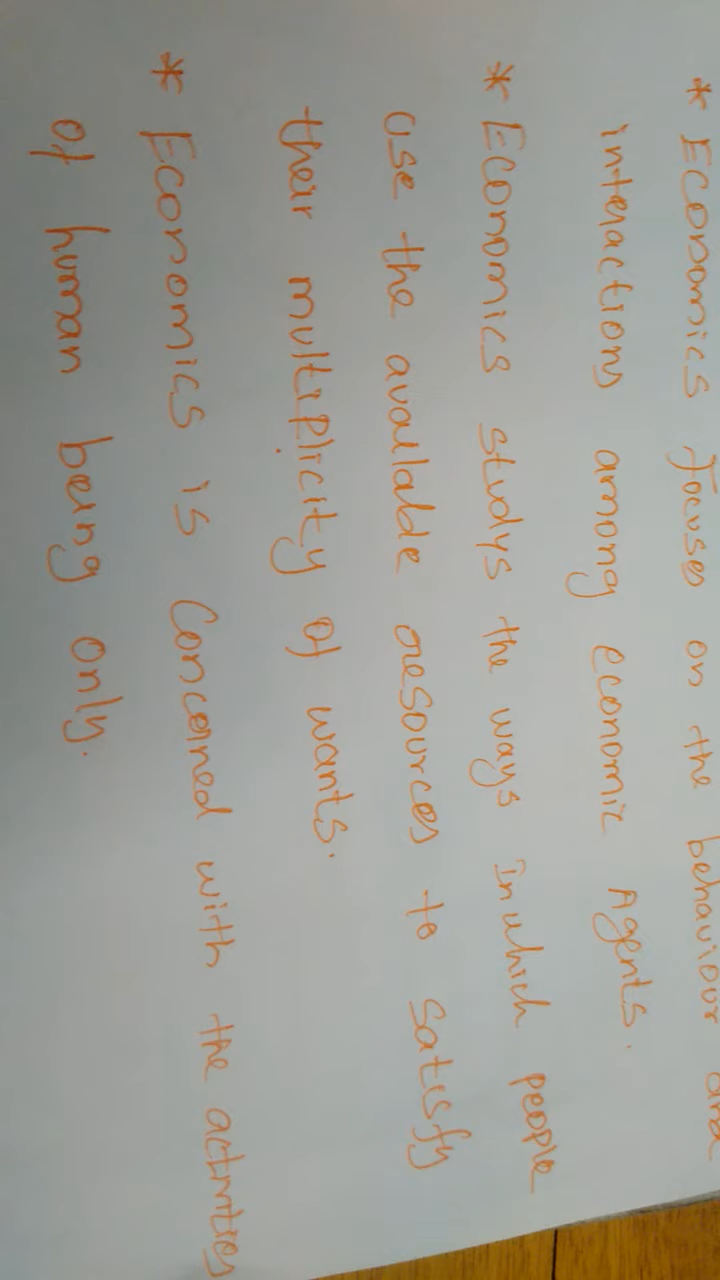 * Economics focuses on the behaviour and
interactions among economic Agents.
* Economics studys the ways in which people
use the available resources to satisfy
their multiplicity of wants.
* Economics is Concerned with the activities
of human being only.